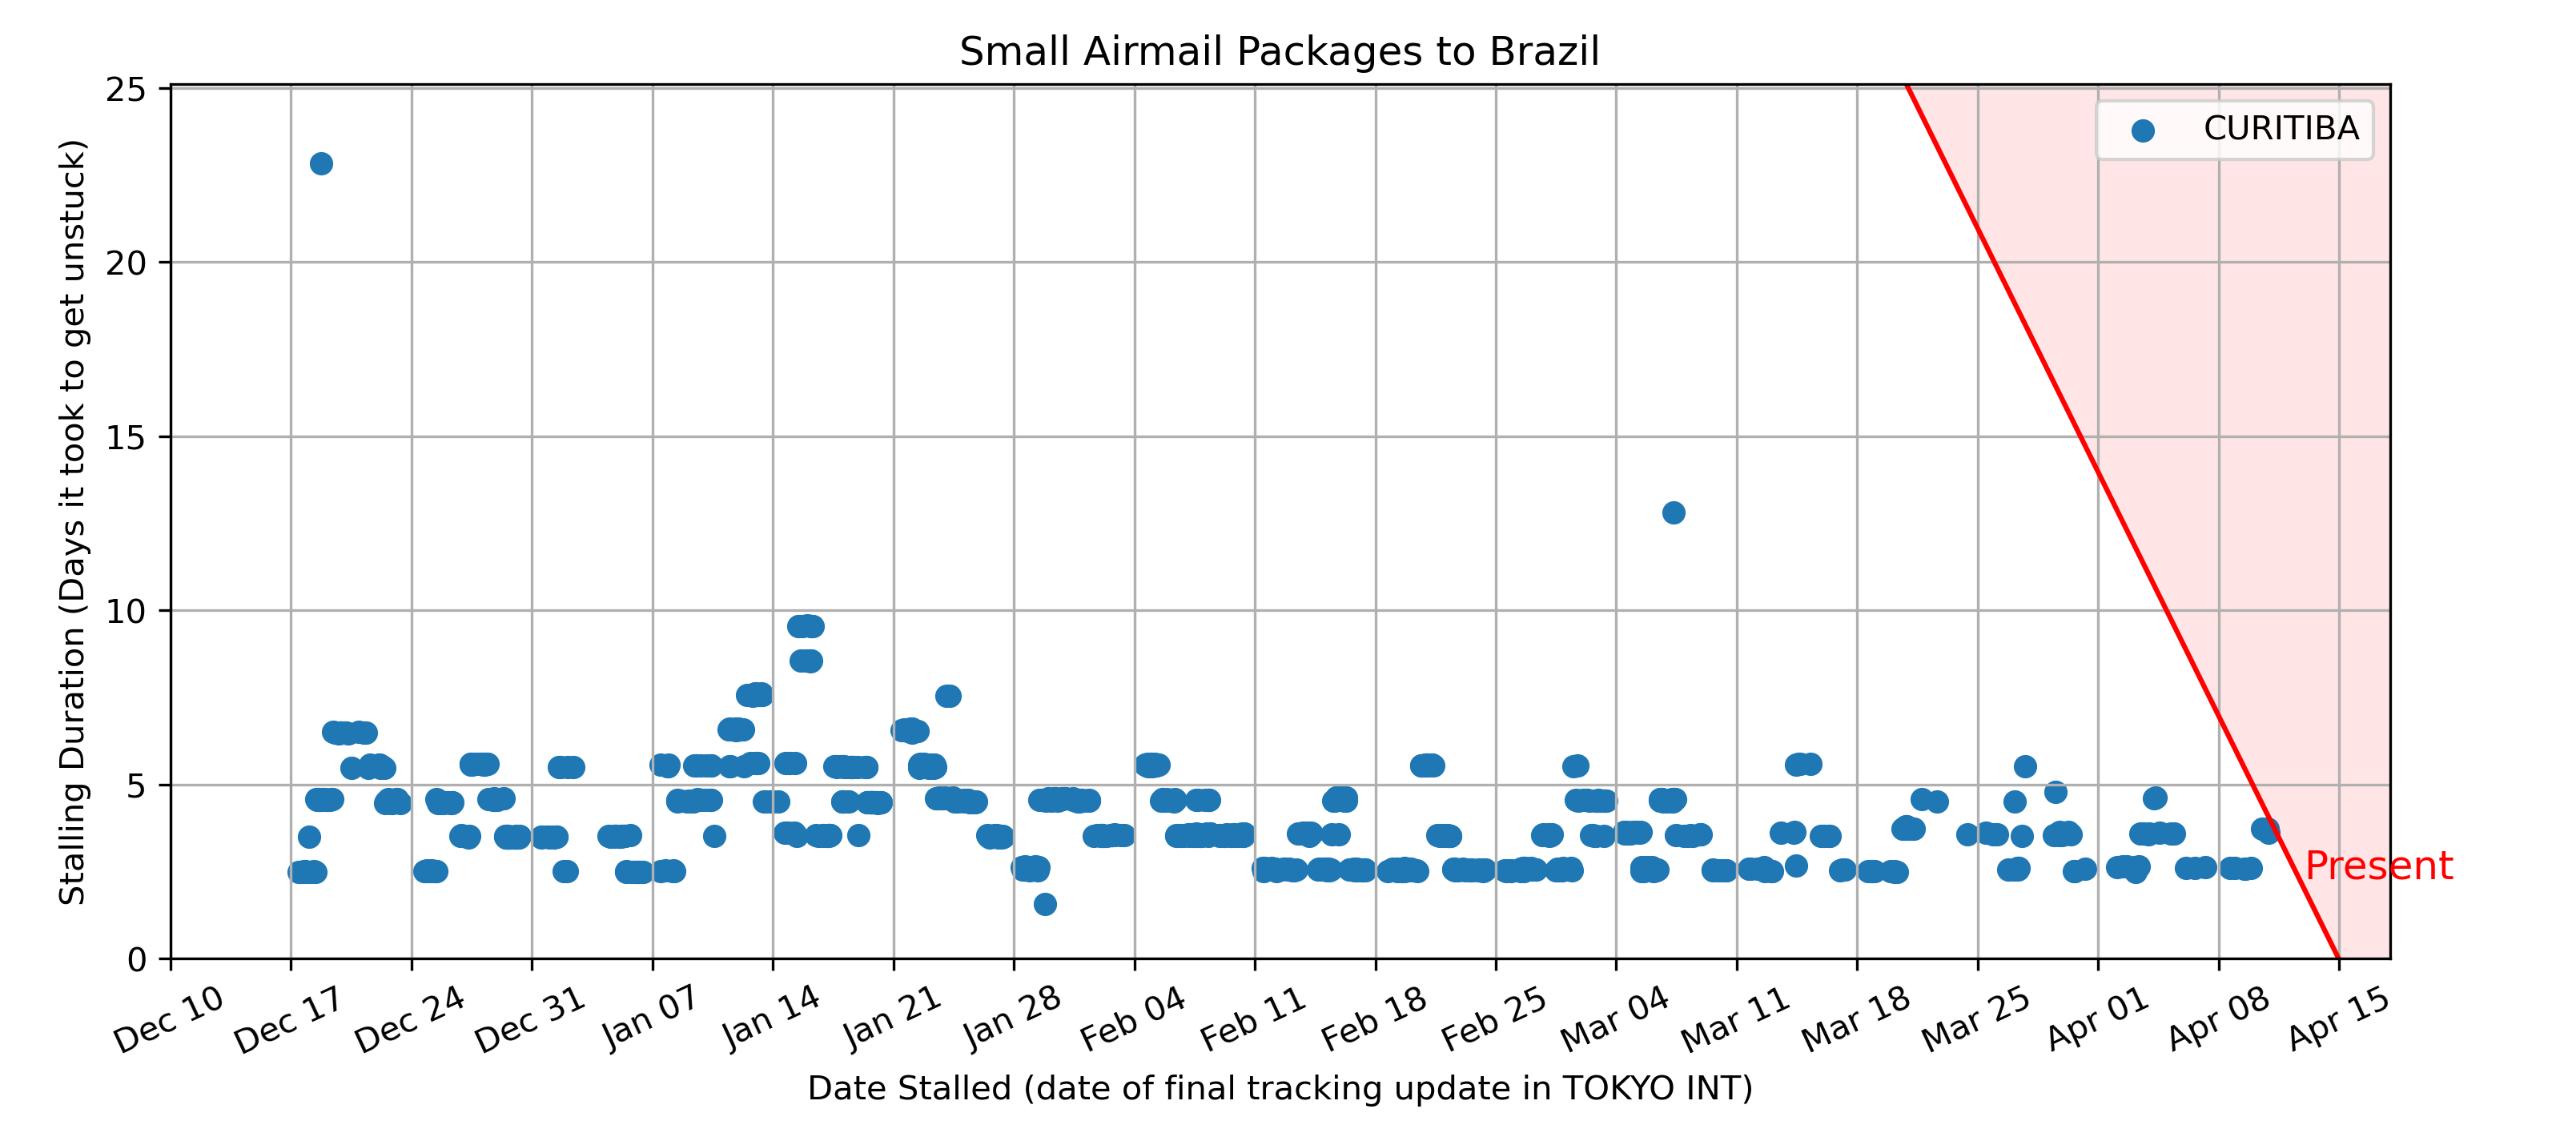 Small Airmail Packages to Brazil
Stalling Duration (Days it took to get unstuck)
25
20
15
10
5
0
CURITIBA
Present
Dec 10 Dec 17 Dec 24 Dec 31 Jan 07 Jan 14 Jan 21 Jan 28 Feb 04 Feb 11 Feb 18 Feb 25 Mar 04 Mar 11 Mar 18 Mar 25 Apr 01 Apr 08 Apr 15
Date Stalled (date of final tracking update in TOKYO INT)